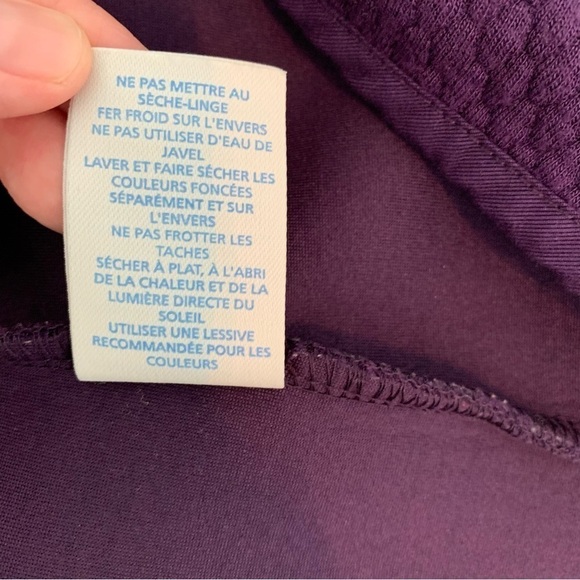 NE PAS METTRE AU
SÈCHE-LINGE
FER FROID SUR L'ENVERS
NE PAS UTILISER D'EAU DE
JAVEL
LAVER ET FAIRE SÉCHER LES
COULEURS FONCÉES
SÉPARÉMENT ET SUR
L'ENVERS
NE PAS FROTTER LES
TACHES
SÉCHER À PLAT, À L'ABRI
DE LA CHALEUR ET DE LA
LUMIÈRE DIRECTE DU
SOLEIL
UTILISER UNE LESSIVE
RECOMMANDÉE POUR LES
COULEURS